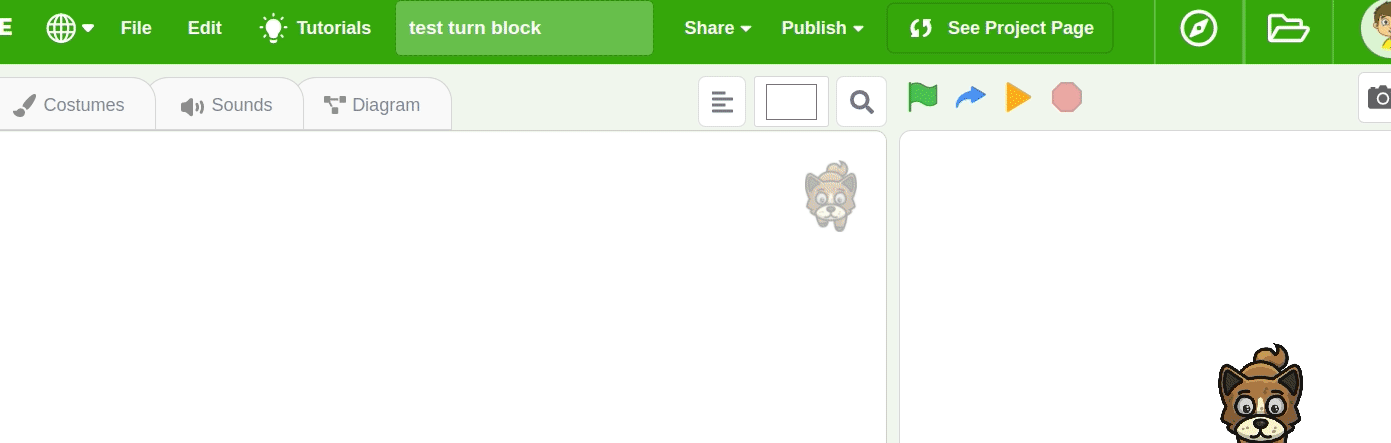 E File Edit Tutorials test turn block Share Publish See Project Page
Costumes Sounds Diagram